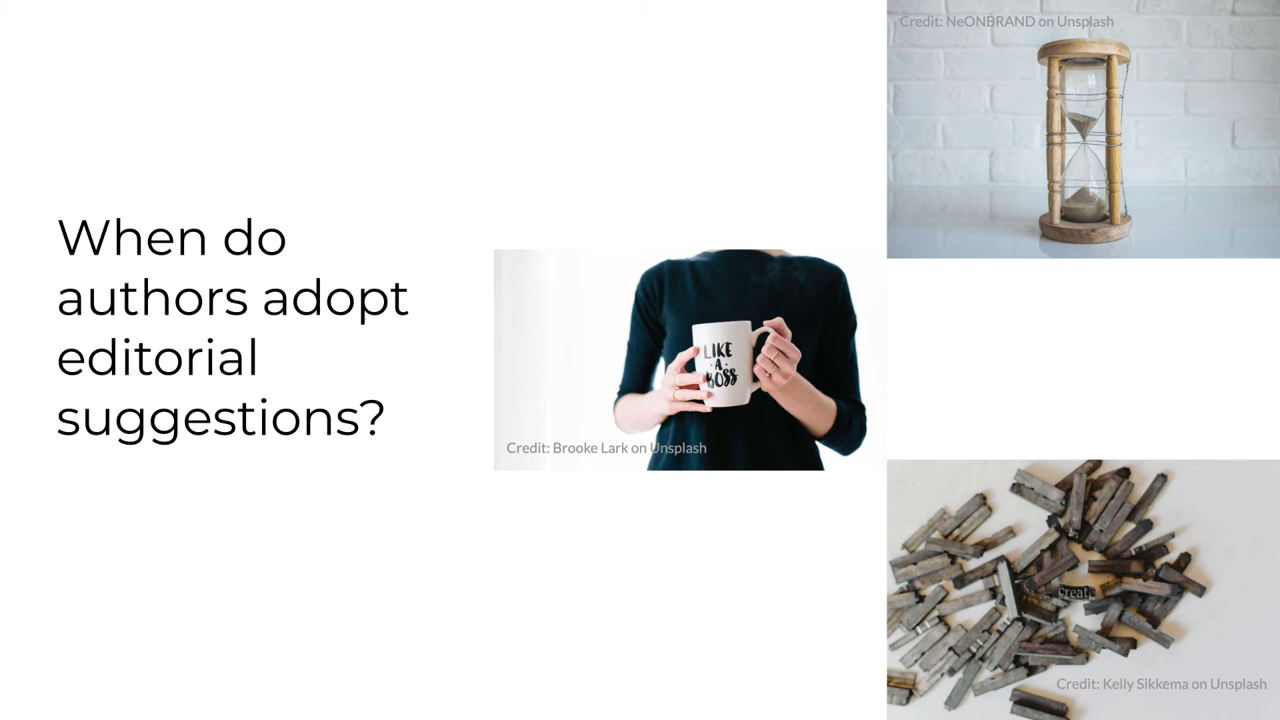 When do
authors adopt
editorial
suggestions?
Credit: NeONBRAND on Unsplash
LIKE
A
BOSS
Credit: Brooke Lark on Unsplash
Create
Credit: Kelly Sikkema on Unsplash